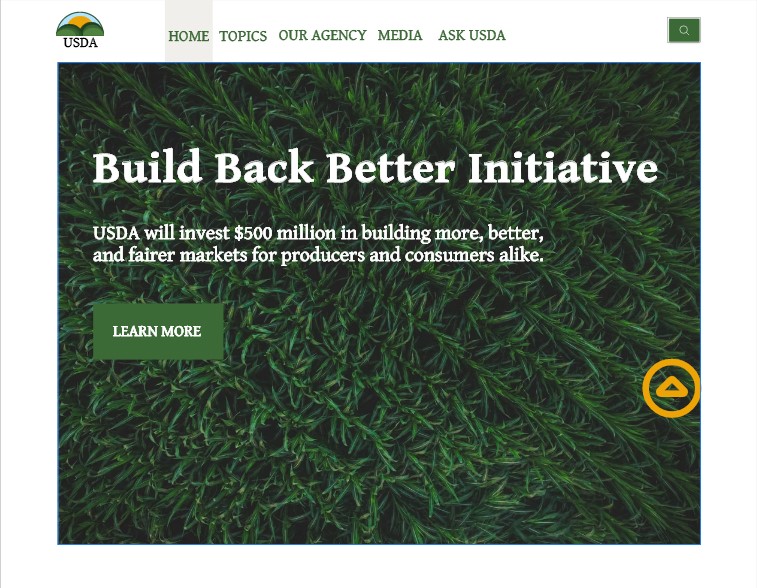 USDA
HOME TOPICS OUR AGENCY MEDIA ASK USDA
Build Back Better Initiative
USDA will invest $500 million in building more, better,
and fairer markets for producers and consumers alike.
LEARN MORE